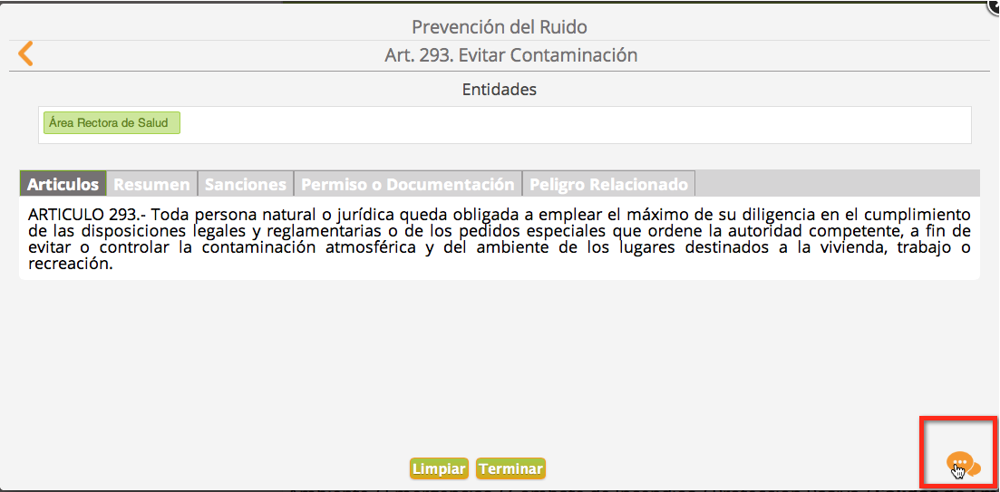 Prevención del Ruido
Art. 293. Evitar Contaminación
Entidades
Área Rectora de Salud
Articulos Resumen Sanciones Permiso o Documentación Peligro Relacionado
ARTICULO 293.- Toda persona natural o jurídica queda obligada a emplear el máximo de su diligencia en el cumplimiento
de las disposiciones legales y reglamentarias o de los pedidos especiales que ordene la autoridad competente, a fin de
evitar o controlar la contaminación atmosférica y del ambiente de los lugares destinados a la vivienda, trabajo o
recreación.
Limpiar Terminar